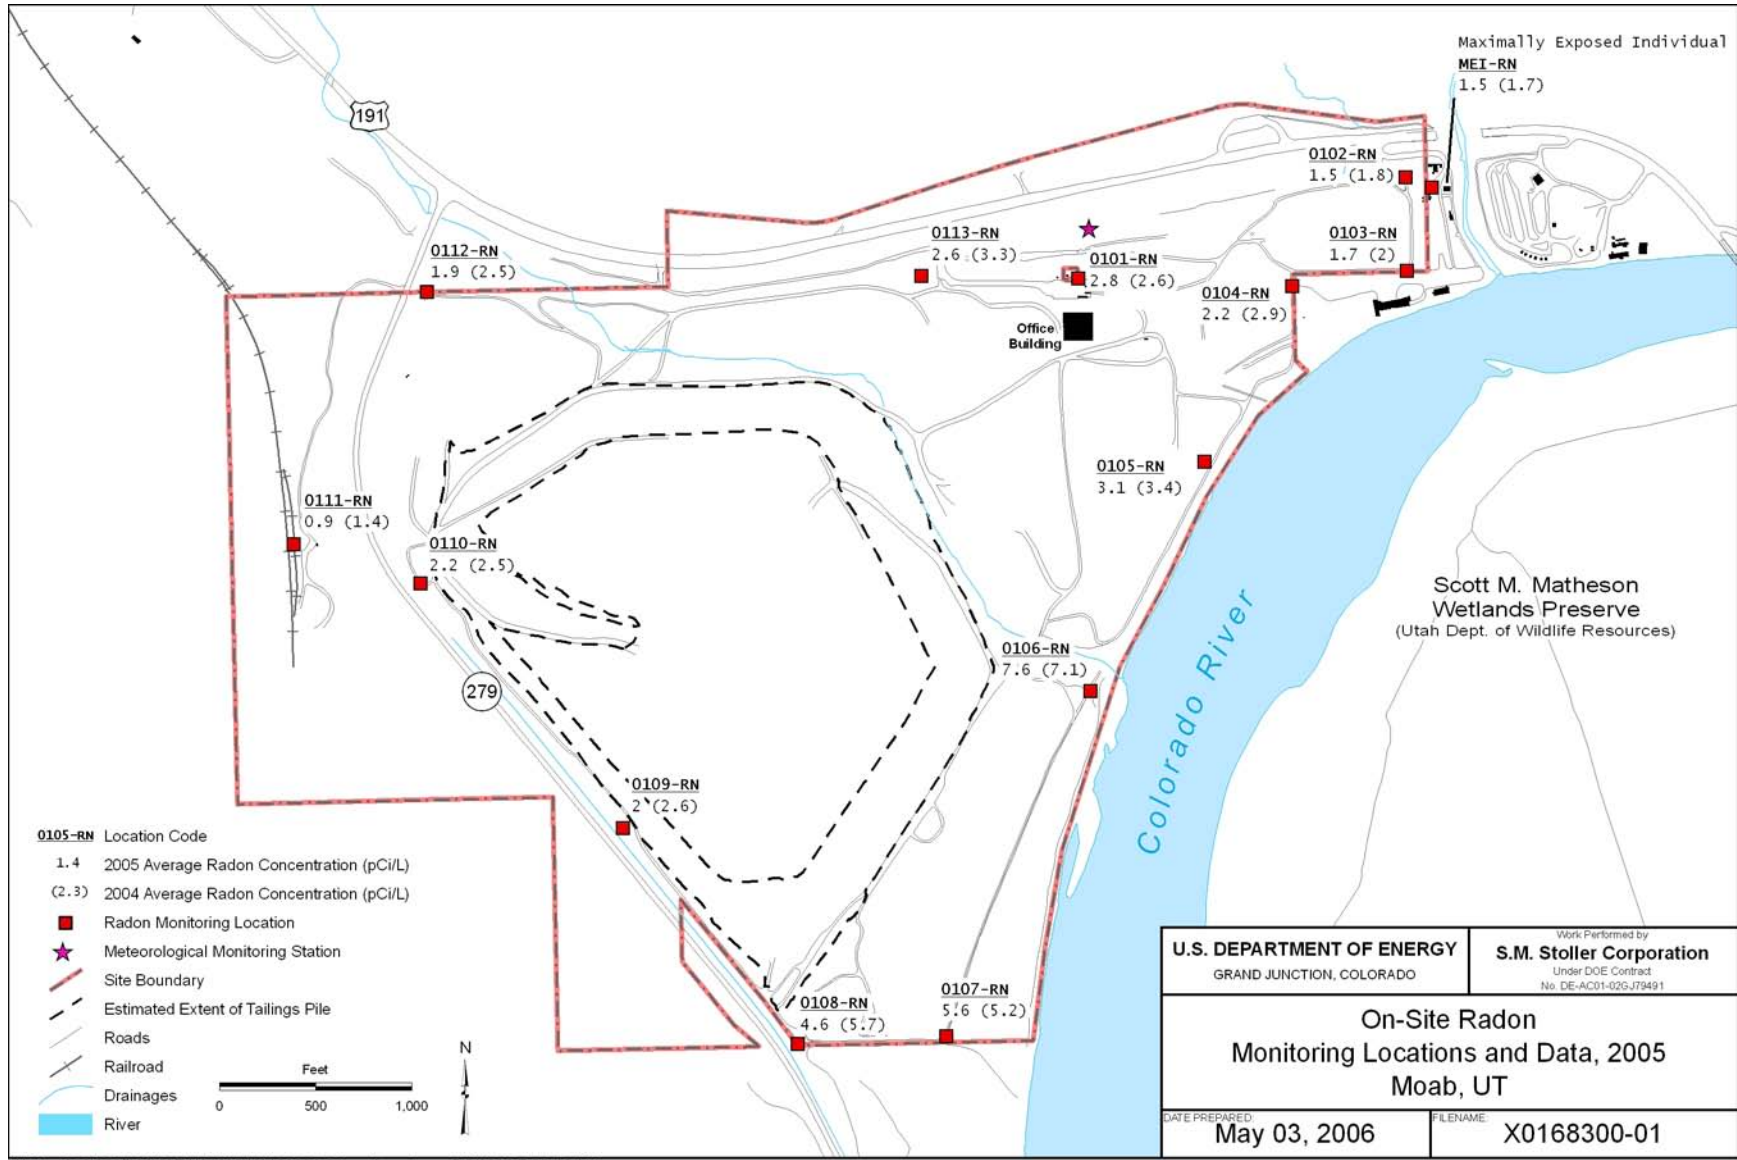 Maximally Exposed Individual
MEI-RN
1.5 (1.7)
191
0102-RN
1.5 (1.8)
0113-RN
2.6 (3.3)
0103-RN
1.7 (2)
0112-RN
1.9 (2.5)
0101-RN
2.8 (2.6)
0104-RN
2.2 (2.9)
Office
Building
0105-RN
3.1 (3.4)
0111-RN
0.9 (1.4)
0110-RN
2.2 (2.5)
Scott M. Matheson
Wetlands Preserve
(Utah Dept. of Wildlife Resources)
0106-RN
7.6 (7.1)
279
Colorado River
0109-RN
2 (2.6)
0107-RN
5.6 (5.2)
0108-RN
4.6 (5.7)
0105-RN Location Code
1.4 2005 Average Radon Concentration (pCi/L)
(2.3) 2004 Average Radon Concentration (pCi/L)
Radon Monitoring Location
Meteorological Monitoring Station
Site Boundary
Estimated Extent of Tailings Pile
Roads
Railroad
Drainages
River
Feet
0 500 1,000
N
U.S. DEPARTMENT OF ENERGY
GRAND JUNCTION, COLORADO
Work Performed by
S.M. Stoller Corporation
Under DOE Contract
No. DE-AC01-02GJ79491
On-Site Radon
Monitoring Locations and Data, 2005
Moab, UT
DATE PREPARED:
May 03, 2006
FILENAME:
X0168300-01